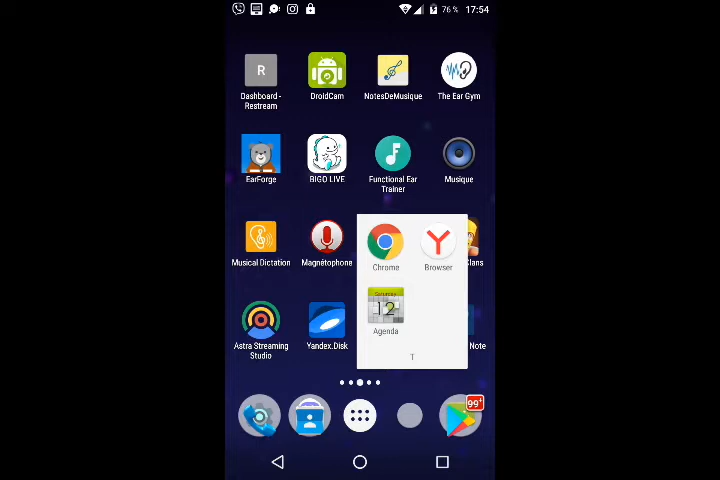 76 % 17:54
R
Dashboard -
Restream
DroidCam
NotesDeMusique
The Ear Gym
EarForge
BIGO LIVE
Functional Ear
Trainer
Musique
Musical Dictation
Magnétophone
Chrome
Browser
Clans
Saturday
12
Agenda
T
Astra Streaming
Studio
Yandex.Disk
Note
99+